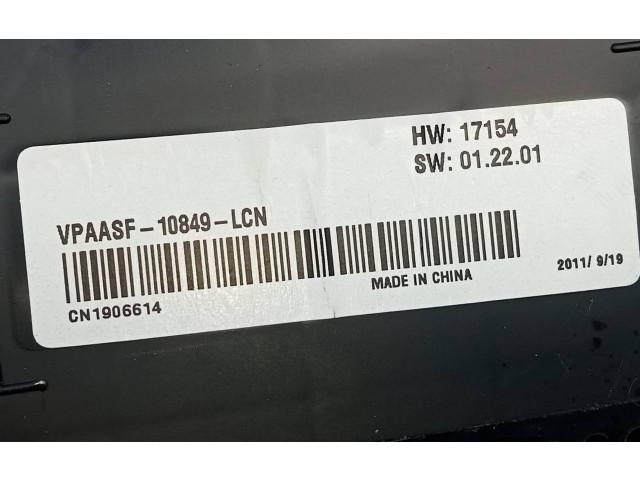 HW: 17154
SW: 01.22.01
VPAASF-10849-LCN
CN1906614
MADE IN CHINA
2011/ 9/19